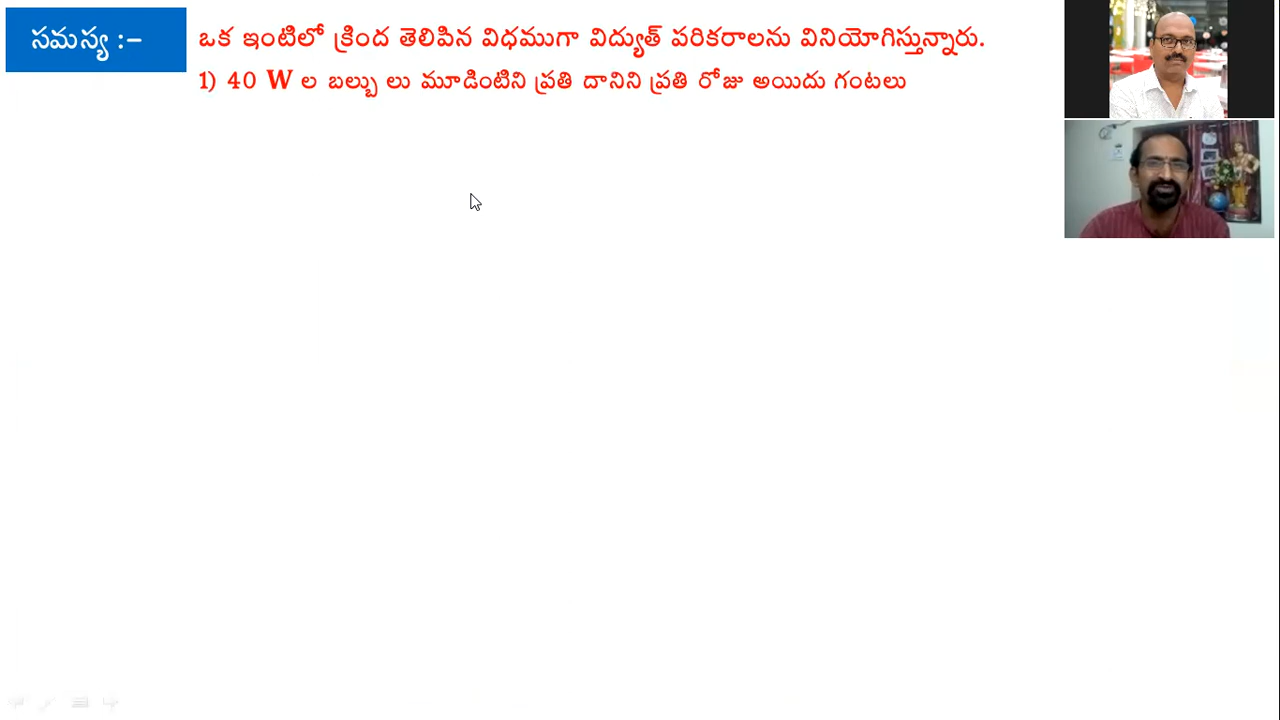 సమస్య :–
ఒక ఇంటిలో క్రింద తెలిపిన విధముగా విద్యుత్ పరికరాలను వినియోగిస్తున్నారు.
1) 40 W ల బల్బు లు మూడింటిని ప్రతి దానిని ప్రతి రోజు అయిదు గంటలు